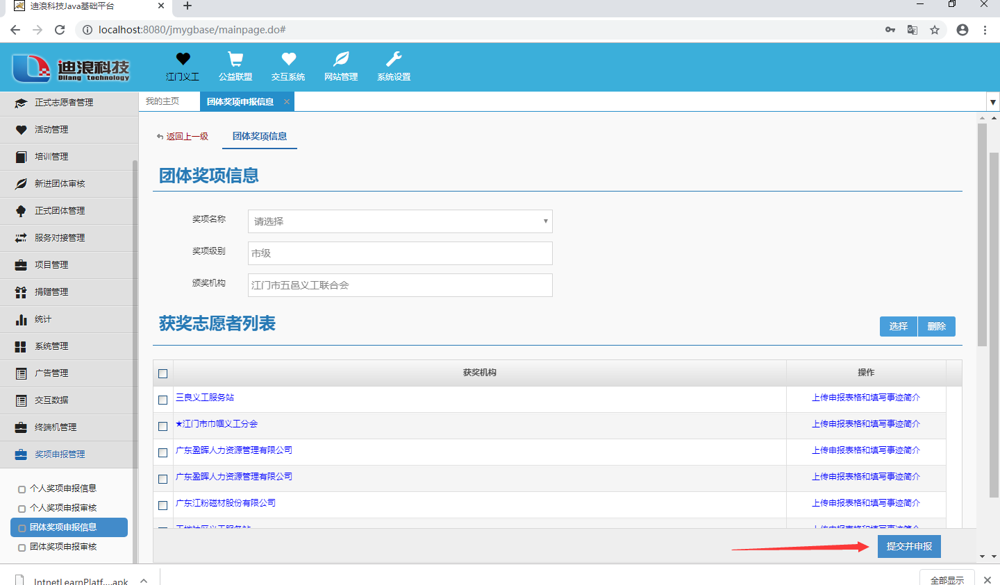 迪浪科技Java基础平台
localhost:8080/jmygbase/mainpage.do#
迪浪科技
Dilang technology
江门义工
公益联盟
交互系统
网站管理
系统设置
正式志愿者管理
活动管理
培训管理
新进团体审核
正式团体管理
服务对接管理
项目管理
捐赠管理
统计
系统管理
广告管理
交互数据
终端机管理
奖项申报管理
个人奖项申报信息
个人奖项申报审核
团体奖项申报信息
团体奖项申报审核
我的主页
团体奖项申报信息
返回上一级
团体奖项信息
团体奖项信息
奖项名称
请选择
奖项级别
市级
颁奖机构
江门市五邑义工联合会
获奖志愿者列表
选择
删除
获奖机构
操作
三良义工服务站
上传申报表格和填写事迹简介
★江门市巾帼义工分会
上传申报表格和填写事迹简介
广东盈晖人力资源管理有限公司
上传申报表格和填写事迹简介
广东盈晖人力资源管理有限公司
上传申报表格和填写事迹简介
广东江粉磁材股份有限公司
上传申报表格和填写事迹简介
上传申报表格和填写事迹简介
提交并申报
IntnetLearnPlatf....apk
全部显示